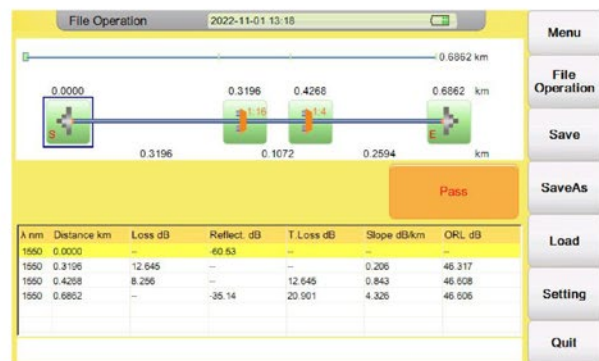 File Operation 2022-11-01 13:18
0.6862 km
0.0000 0.3196 0.4268 0.6862 km
1:16 1:4
S E
0.3196 0.1072 0.2594 km
Pass
λ nm Distance km Loss dB Reflect. dB T.Loss dB Slope dB/km ORL dB
1550 0.0000 -- -60.53 -- -- --
1550 0.3196 12.645 -- -- 0.206 46.317
1550 0.4268 8.256 -- 12.645 0.843 46.608
1550 0.6862 -- -35.14 20.901 4.326 46.606
Menu
File
Operation
Save
SaveAs
Load
Setting
Quit